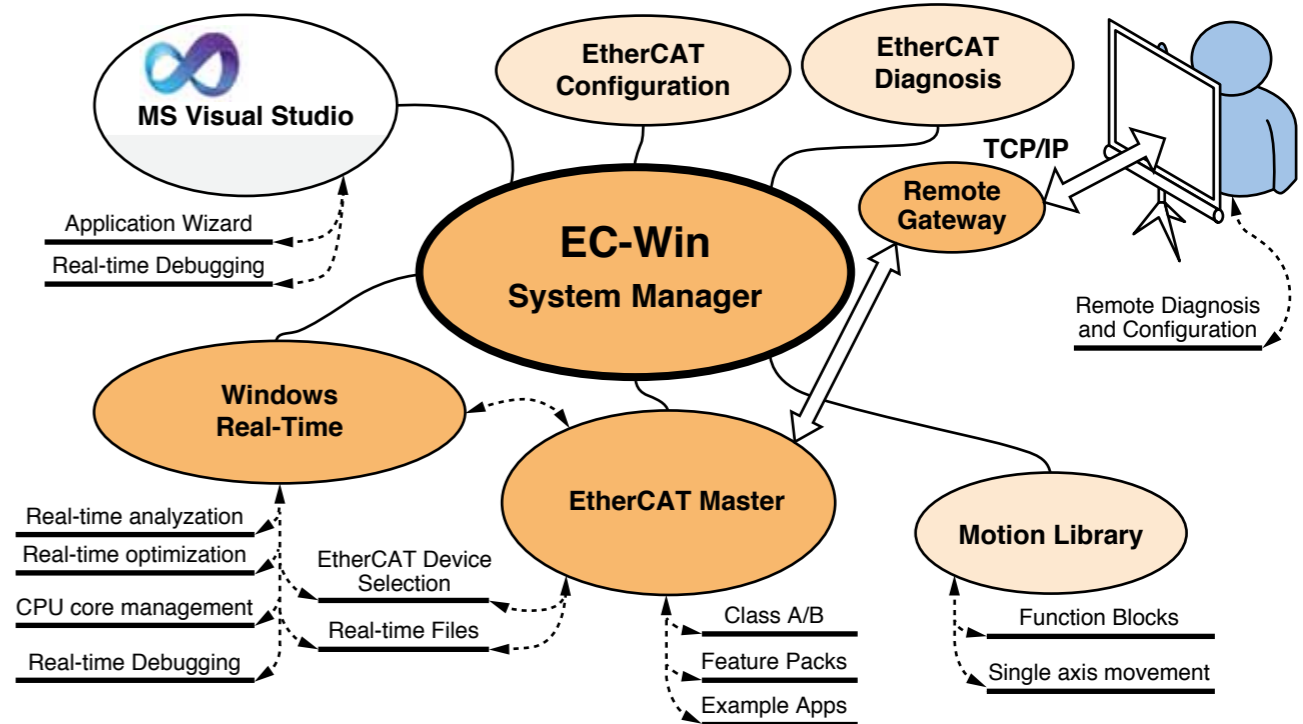 MS Visual Studio
EtherCAT
Configuration
EtherCAT
Diagnosis
TCP/IP
Remote
Gateway
Application Wizard
Real-time Debugging
EC-Win
System Manager
Remote Diagnosis
and Configuration
Windows
Real-Time
EtherCAT Master
Motion Library
Real-time analyzation
Real-time optimization
CPU core management
Real-time Debugging
EtherCAT Device
Selection
Real-time Files
Class A/B
Feature Packs
Example Apps
Function Blocks
Single axis movement